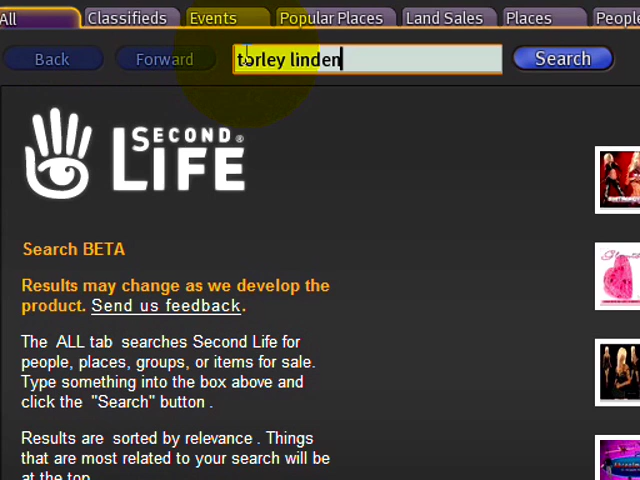 All Classifieds Events Popular Places Land Sales Places People
Back Forward torley linden Search
SECOND®
LIFE
Search BETA
Results may change as we develop the
product. Send us feedback.
The ALL tab searches Second Life for
people, places, groups, or items for sale.
Type something into the box above and
click the "Search" button .
Results are sorted by relevance . Things
that are most related to your search will be
at the top.